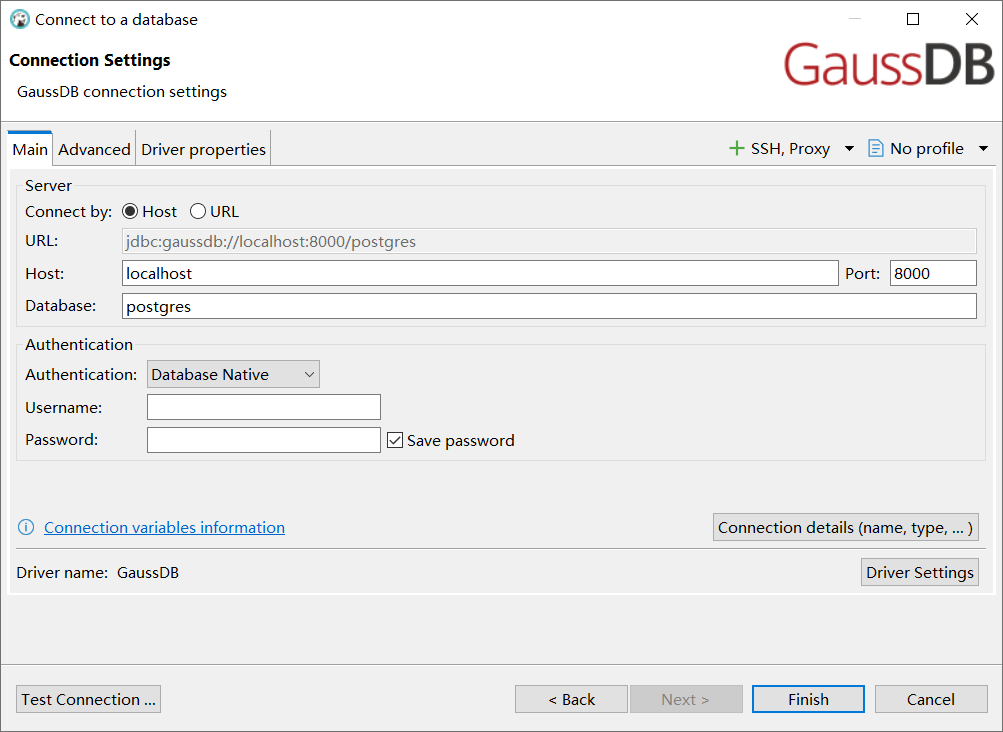 Connect to a database
Connection Settings
GaussDB connection settings
GaussDB
Main Advanced Driver properties SSH, Proxy No profile
Server
Connect by: Host URL
URL: jdbc:gaussdb://localhost:8000/postgres
Host: localhost Port: 8000
Database: postgres
Authentication
Authentication: Database Native
Username:
Password: Save password
Connection variables information Connection details (name, type, ... )
Driver name: GaussDB Driver Settings
Test Connection ... < Back Next > Finish Cancel